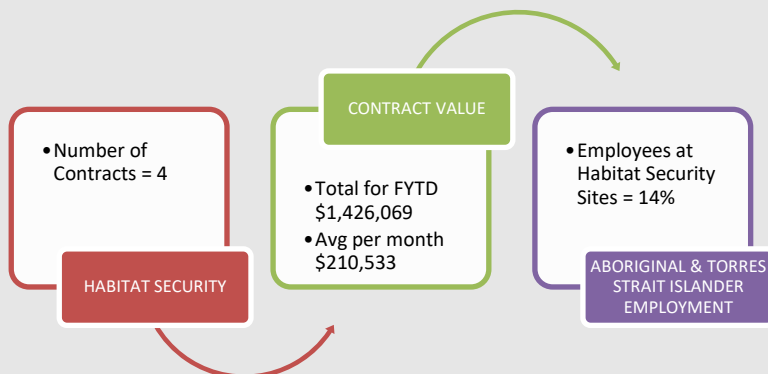 •Number of
Contracts = 4
HABITAT SECURITY
CONTRACT VALUE
•Total for FYTD
$1,426,069
•Avg per month
$210,533
•Employees at
Habitat Security
Sites = 14%
ABORIGINAL & TORRES
STRAIT ISLANDER
EMPLOYMENT